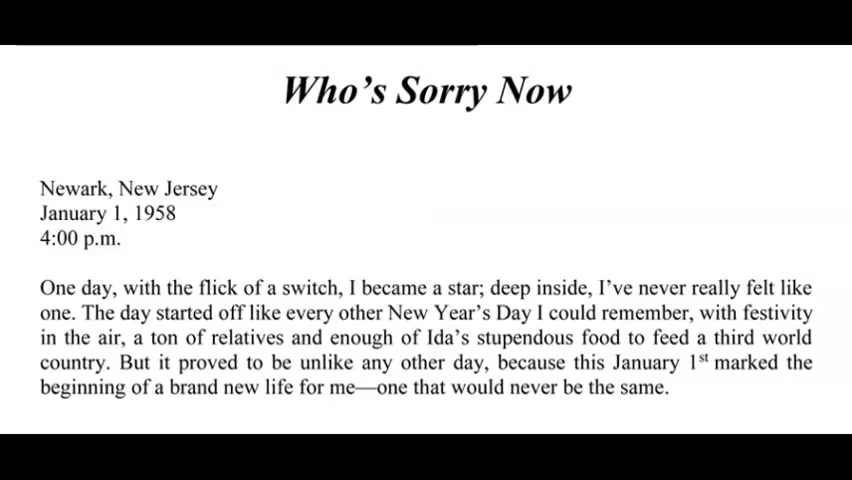 Who's Sorry Now
Newark, New Jersey
January 1, 1958
4:00 p.m.
One day, with the flick of a switch, I became a star; deep inside, I've never really felt like
one. The day started off like every other New Year's Day I could remember, with festivity
in the air, a ton of relatives and enough of Ida's stupendous food to feed a third world
country. But it proved to be unlike any other day, because this January 1st marked the
beginning of a brand new life for me—one that would never be the same.